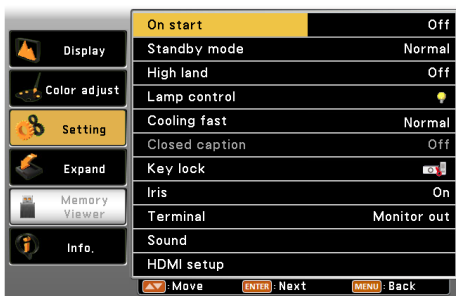 On start Off
Display
Standby mode Normal
High land Off
Color adjust
Lamp control
Setting
Cooling fast Normal
Closed caption Off
Expand
Key lock
Memory Viewer
Iris On
Terminal Monitor out
Info.
Sound
HDMI setup
:Move ENTER :Next MENU :Back